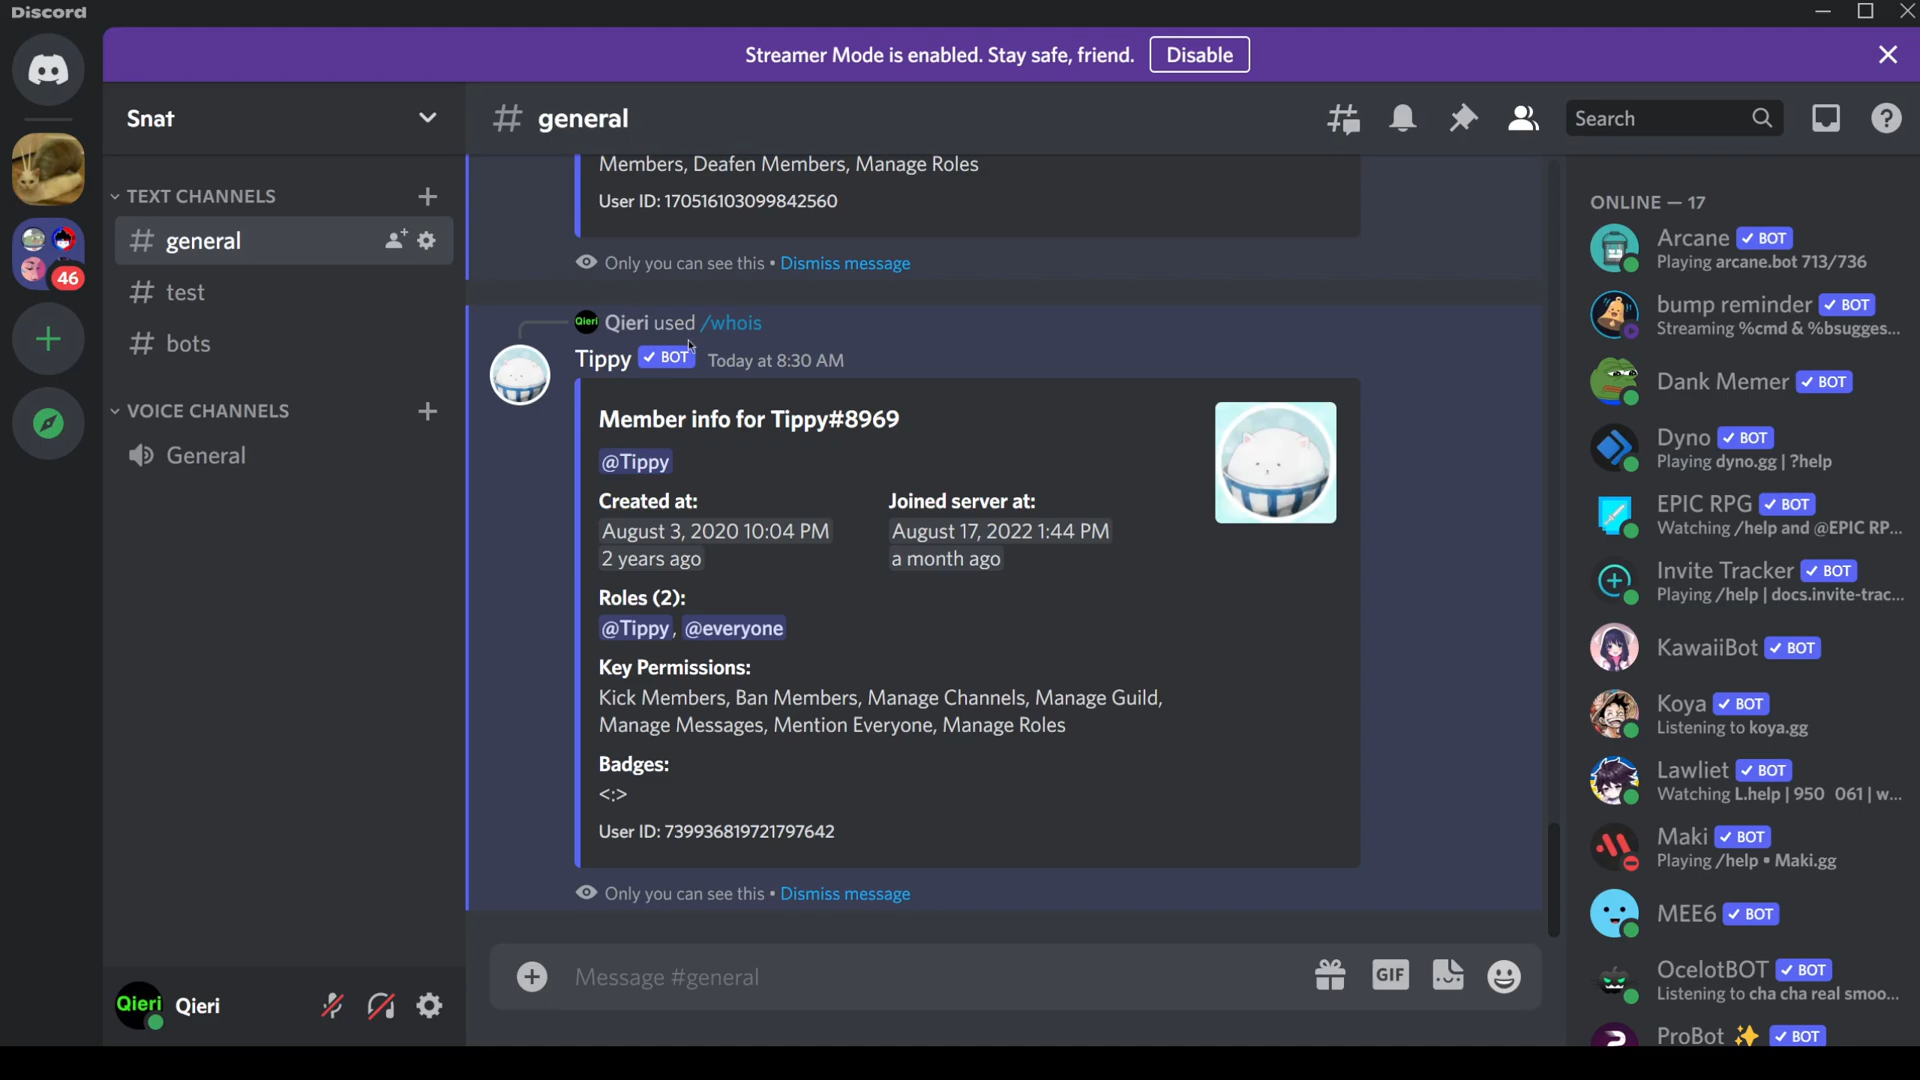 Discord
Streamer Mode is enabled. Stay safe, friend. Disable
46
Snat
TEXT CHANNELS
general
test
bots
VOICE CHANNELS
General
Qieri
Qieri
# general
Search
Members, Deafen Members, Manage Roles
User ID: 170516103099842560
Only you can see this • Dismiss message
Qieri Qieri used /whois
Tippy ✓ BOT Today at 8:30 AM
Member info for Tippy#8969
@Tippy
Created at: Joined server at:
August 3, 2020 10:04 PM August 17, 2022 1:44 PM
2 years ago a month ago
Roles (2):
@Tippy, @everyone
Key Permissions:
Kick Members, Ban Members, Manage Channels, Manage Guild,
Manage Messages, Mention Everyone, Manage Roles
Badges:
<:>
User ID: 739936819721797642
Only you can see this • Dismiss message
Message #general
GIF
ONLINE — 17
Arcane ✓ BOT
Playing arcane.bot 713/736
bump reminder ✓ BOT
Streaming %cmd & %bsugges...
Dank Memer ✓ BOT
Dyno ✓ BOT
Playing dyno.gg | ?help
EPIC RPG ✓ BOT
Watching /help and @EPIC RP...
Invite Tracker ✓ BOT
Playing /help | docs.invite-trac...
KawaiiBot ✓ BOT
Koya ✓ BOT
Listening to koya.gg
Lawliet ✓ BOT
Watching L.help | 950 061 | w...
Maki ✓ BOT
Playing /help • Maki.gg
MEE6 ✓ BOT
OcelotBOT ✓ BOT
Listening to cha cha real smoo...
ProBot ✨ ✓ BOT